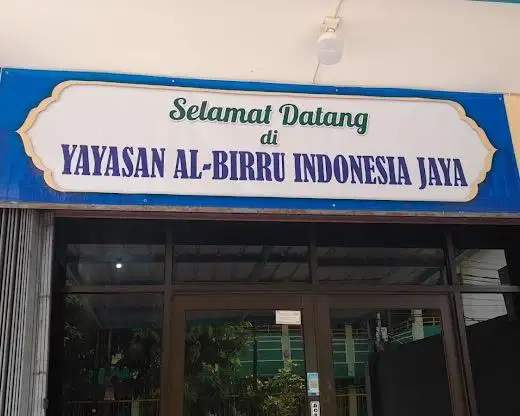 Selamat Datang
di
YAYASAN AL-BIRRU INDONESIA JAYA